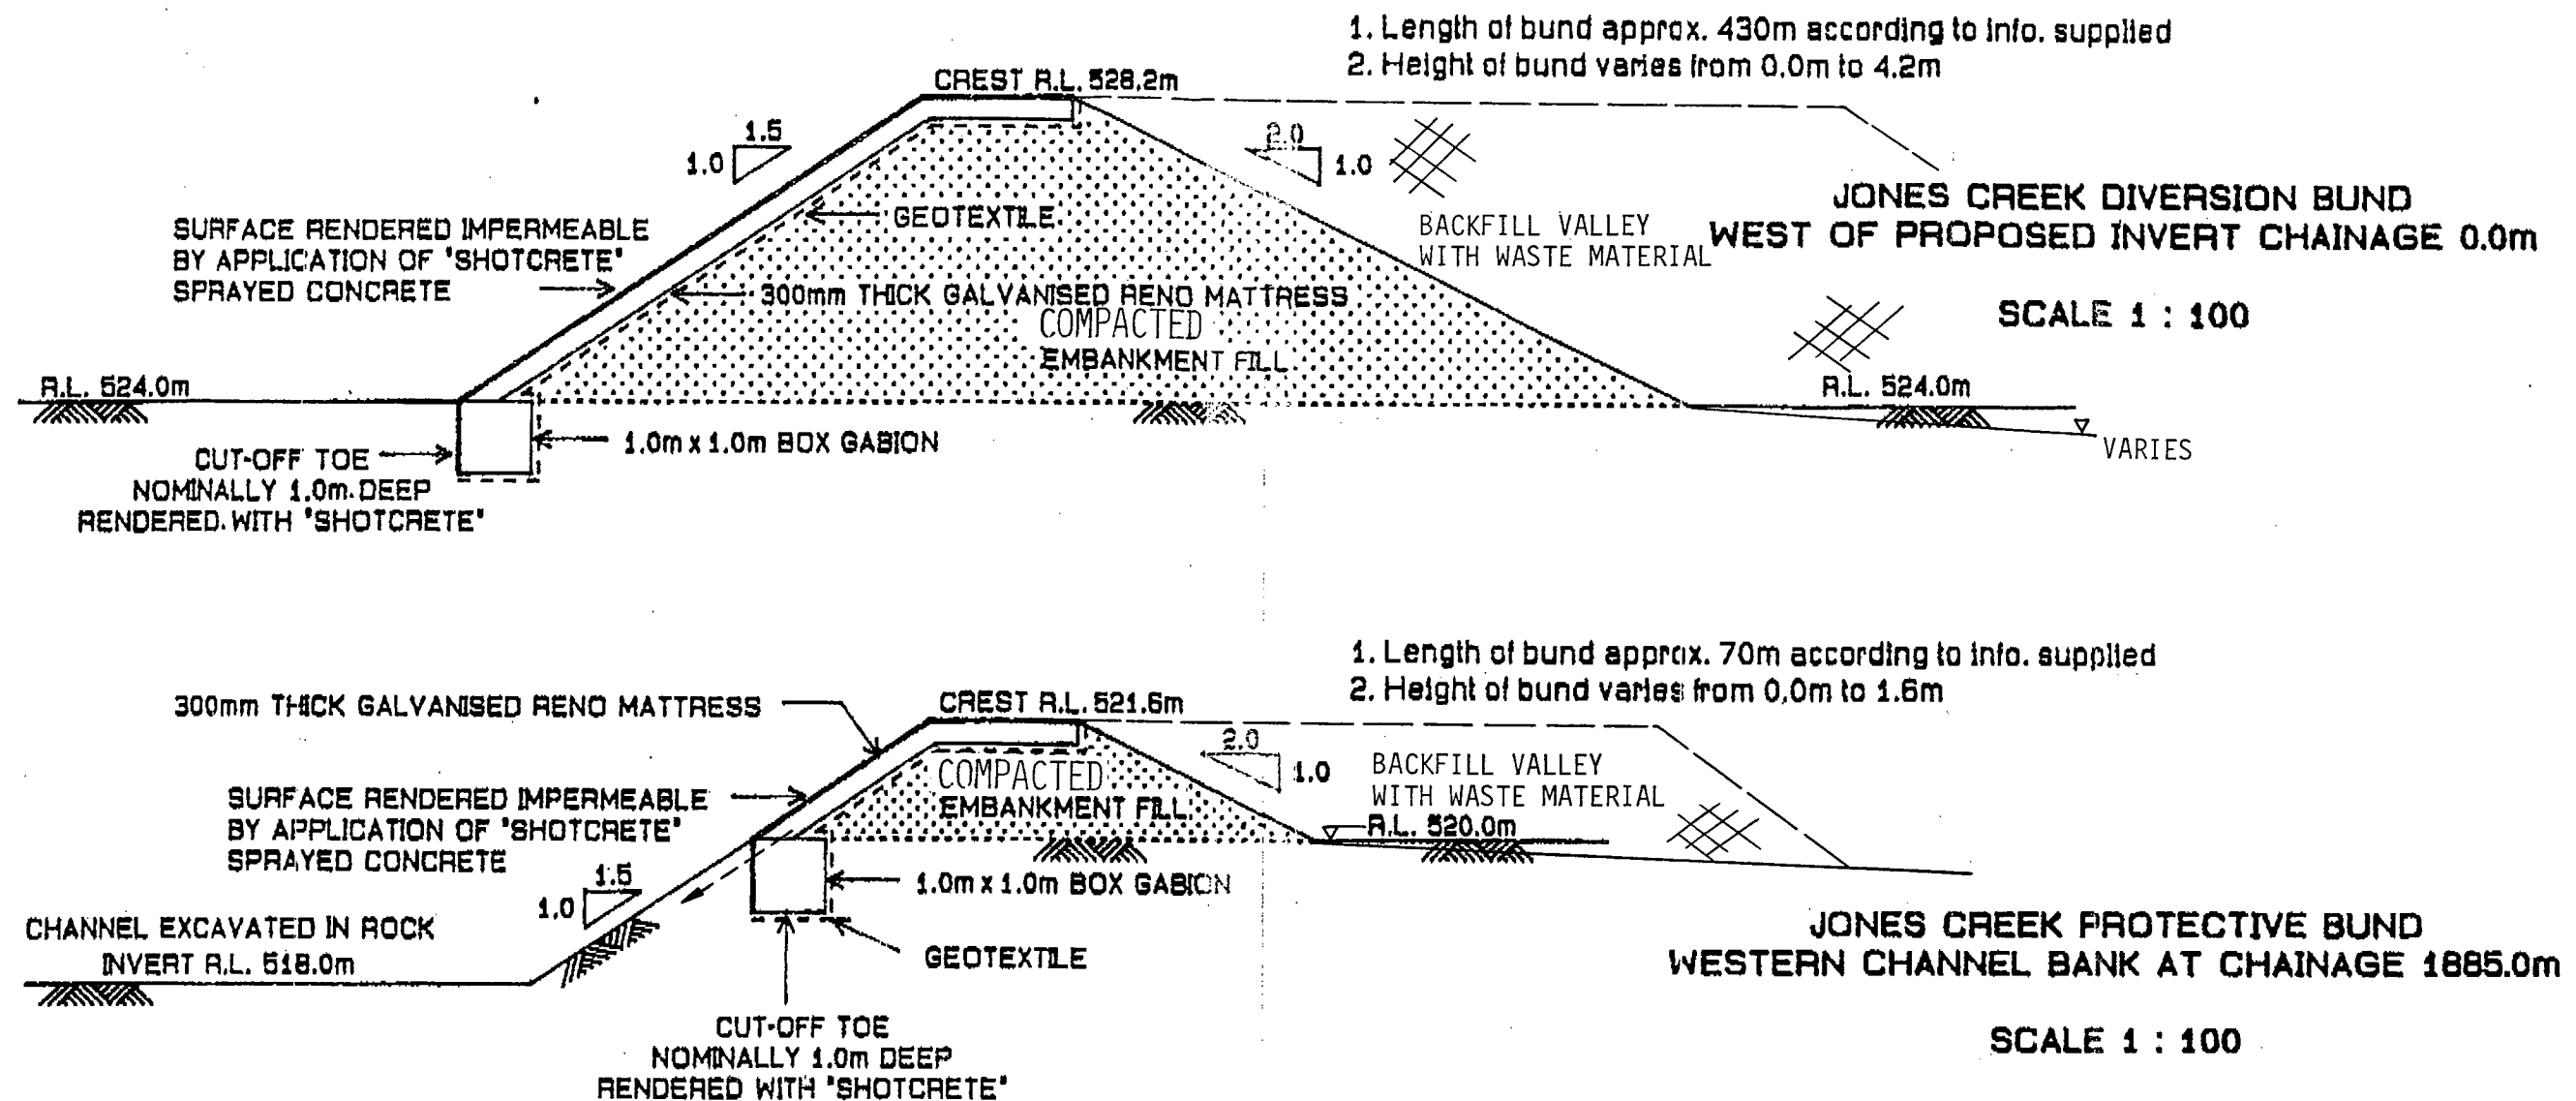 1. Length of bund approx. 430m according to info. supplied
2. Height of bund varies from 0.0m to 4.2m
CREST R.L. 528.2m
1.5
1.0
2.0
1.0
JONES CREEK DIVERSION BUND
WEST OF PROPOSED INVERT CHAINAGE 0.0m
SCALE 1 : 100
SURFACE RENDERED IMPERMEABLE
BY APPLICATION OF "SHOTCRETE"
SPRAYED CONCRETE
GEOTEXTILE
BACKFILL VALLEY
WITH WASTE MATERIAL
300mm THICK GALVANISED RENO MATTRESS
COMPACTED
EMBANKMENT FILL
R.L. 524.0m
R.L. 524.0m
CUT-OFF TOE
NOMINALLY 1.0m. DEEP
RENDERED. WITH "SHOTCRETE"
1.0m x 1.0m BOX GABION
VARIES
1. Length of bund approx. 70m according to info. supplied
2. Height of bund varies from 0.0m to 1.6m
300mm THICK GALVANISED RENO MATTRESS
CREST R.L. 521.6m
2.0
1.0
SURFACE RENDERED IMPERMEABLE
BY APPLICATION OF "SHOTCRETE"
SPRAYED CONCRETE
COMPACTED
EMBANKMENT FILL
BACKFILL VALLEY
WITH WASTE MATERIAL
R.L. 520.0m
1.5
1.0
1.0m x 1.0m BOX GABION
GEOTEXTILE
CHANNEL EXCAVATED IN ROCK
INVERT R.L. 518.0m
CUT-OFF TOE
NOMINALLY 1.0m DEEP
RENDERED WITH "SHOTCRETE"
JONES CREEK PROTECTIVE BUND
WESTERN CHANNEL BANK AT CHAINAGE 1885.0m
SCALE 1 : 100